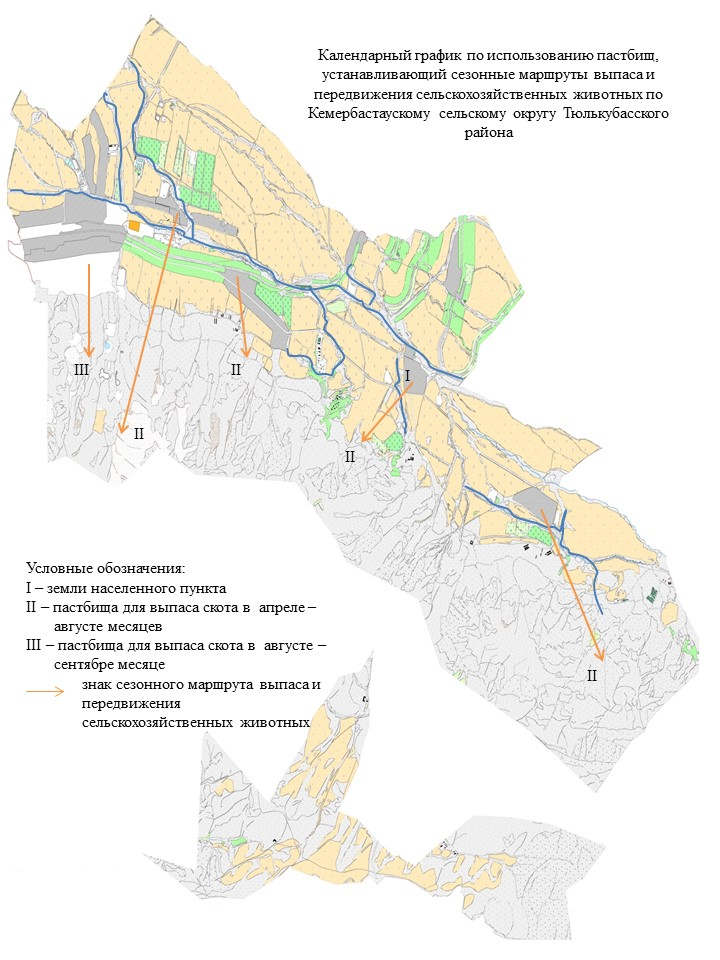 Календарный график по использованию пастбищ,
устанавливающий сезонные маршруты выпаса и
передвижения сельскохозяйственных животных по
Кемербастаускому сельскому округу Тюлькубасского
района
III
II
I
II
II
II
Условные обозначения:
I – земли населенного пункта
II – пастбища для выпаса скота в апреле –
августе месяцев
III – пастбища для выпаса скота в августе –
сентябре месяце
знак сезонного маршрута выпаса и
передвижения
сельскохозяйственных животных